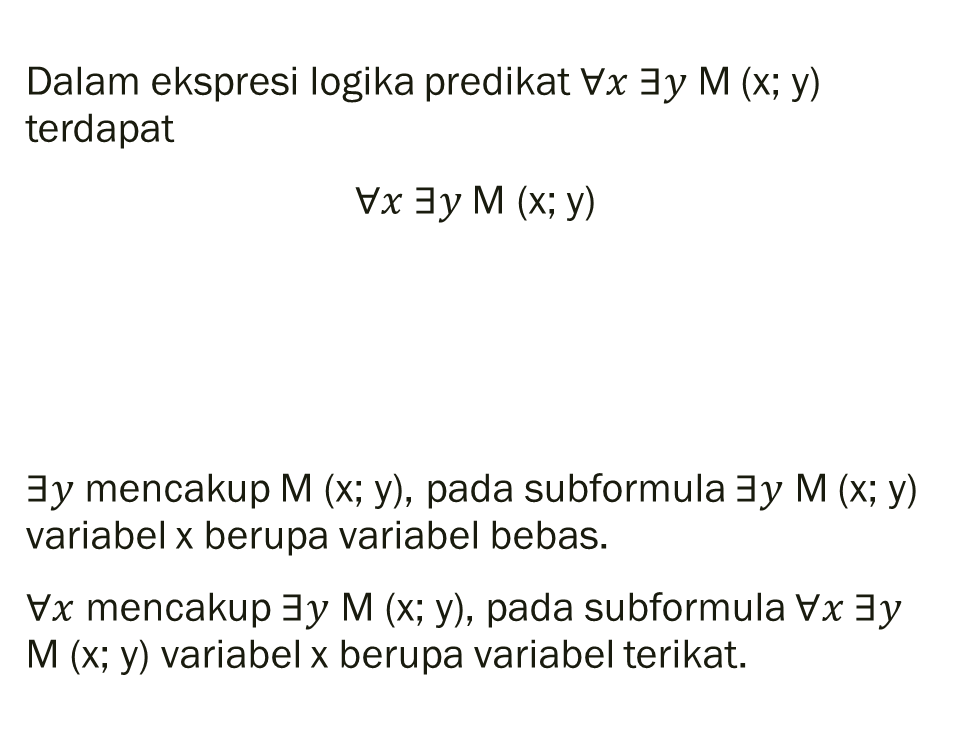 Dalam ekspresi logika predikat ∀𝑥 ∃𝑦 M (x; y)
terdapat
∀𝑥 ∃𝑦 M (x; y)
∃𝑦 mencakup M (x; y), pada subformula ∃𝑦 M (x; y)
variabel x berupa variabel bebas.
∀𝑥 mencakup ∃𝑦 M (x; y), pada subformula ∀𝑥 ∃𝑦
M (x; y) variabel x berupa variabel terikat.